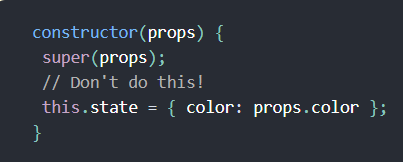 constructor(props) {
 super(props);
 // Don't do this!
 this.state = { color: props.color };
}